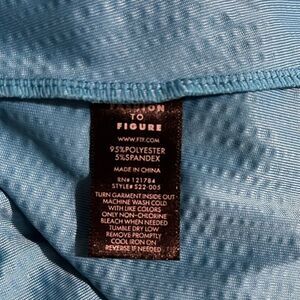 FASHION
TO
FIGURE
WWW.FTF.COM
95%POLYESTER
5%SPANDEX
MADE IN CHINA
RN# 121784
STYLE# S22-005
TURN GARMENT INSIDE OUT
MACHINE WASH COLD
WITH LIKE COLORS
ONLY NON-CHLORINE
BLEACH WHEN NEEDED
TUMBLE DRY LOW
REMOVE PROMPTLY
COOL IRON ON
REVERSE IF NEEDED